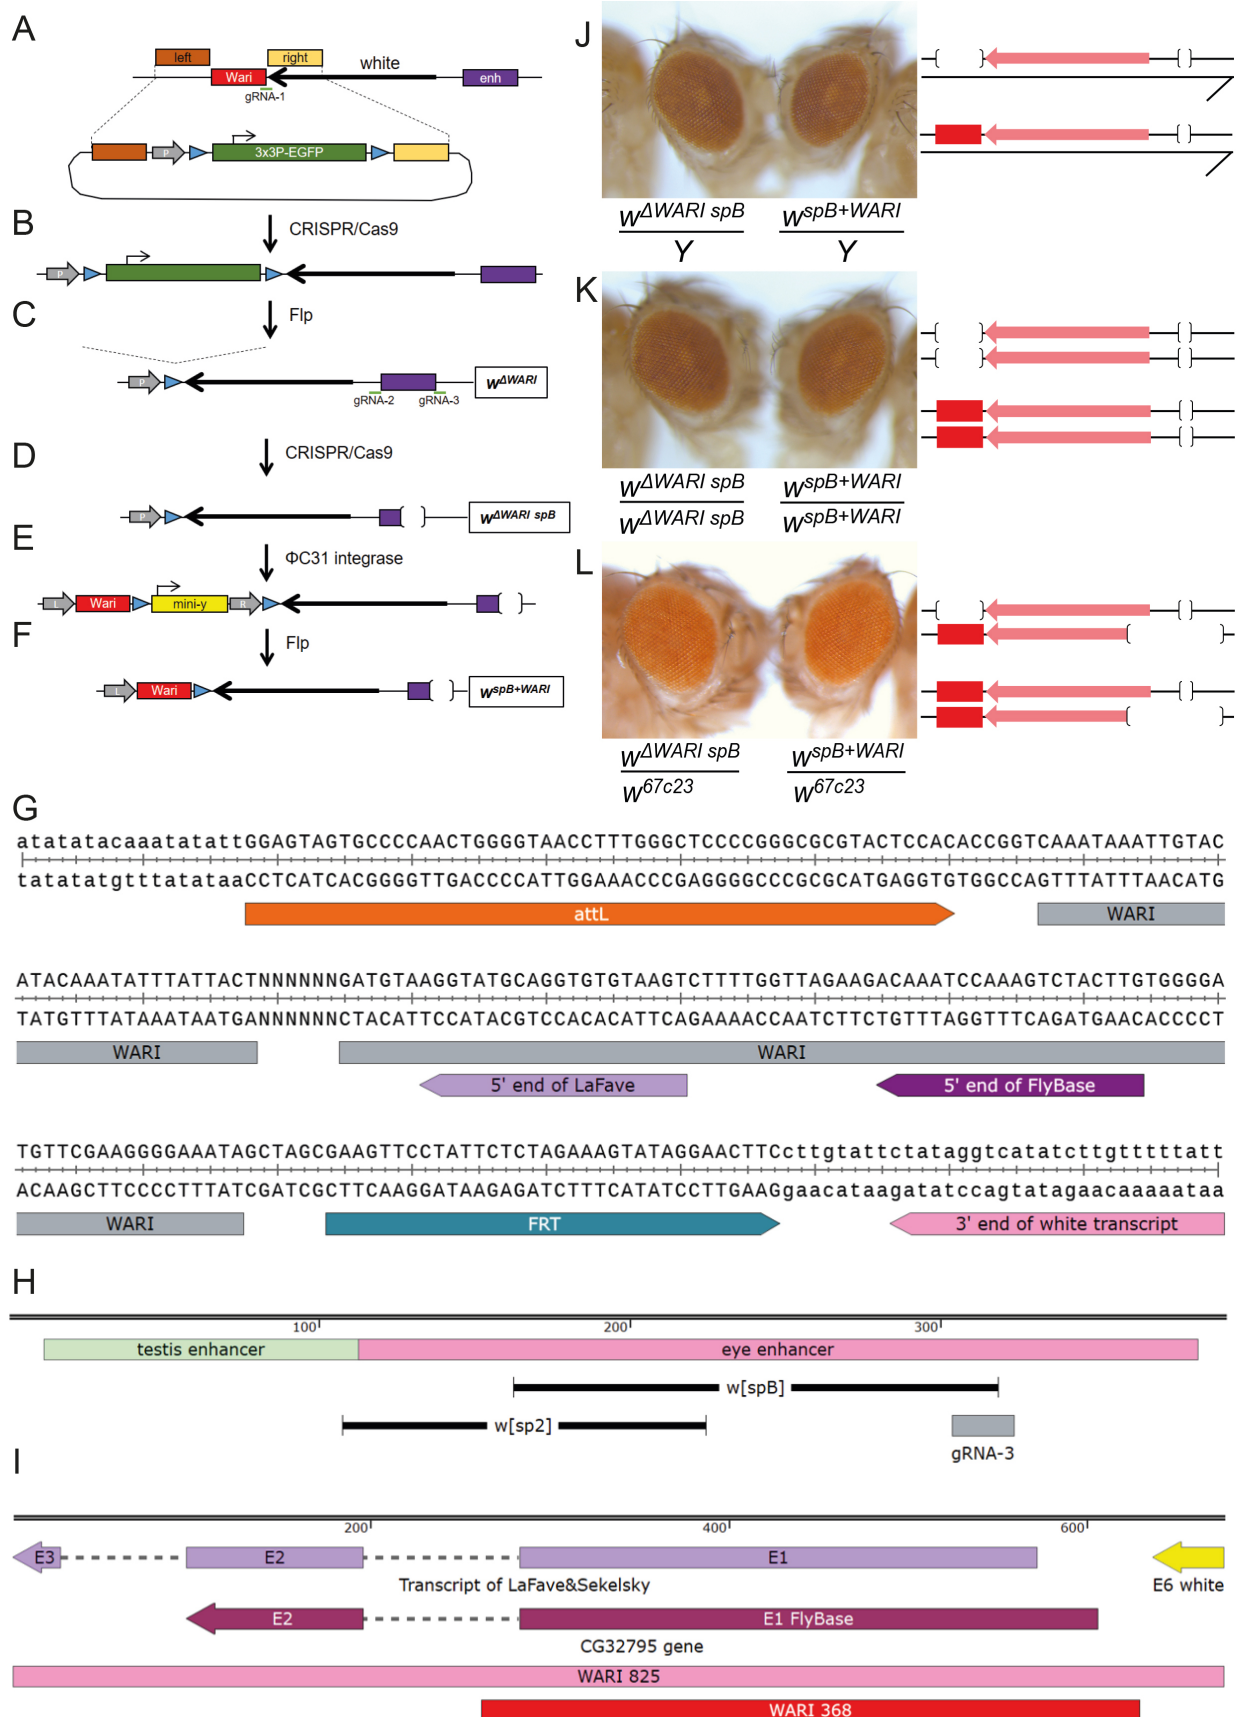 A
left
right
white
Wari
enh
gRNA-1
P
3x3P-EGFP
B
CRISPR/Cas9
P
C
Flp
P
gRNA-2
gRNA-3
wΔWARI
D
CRISPR/Cas9
P
wΔWARI spB
E
ΦC31 integrase
L
Wari
mini-y
R
F
Flp
L
Wari
wspB+WARI
J
wΔWARI spB
wspB+WARI
Y
Y
K
wΔWARI spB
wspB+WARI
wΔWARI spB
wspB+WARI
L
wΔWARI spB
wspB+WARI
w67c23
w67c23
G
atatatacaaatatattGGAGTAGTGCCCCAACTGGGGTAACCTTTGGGCTCCCCGGGCGCGTACTCCACACCGGTCAAATAAATTGTAC
tatatatgtttatataaCCTCATCACGGGGTTGACCCCATTGGAAACCCGAGGGGCCCGCGCATGAGGTGTGGCCAGTTTATTTAACATG
attL
WARI
ATACAAATATTTATTACTNNNNNNGATGTAAGGTATGCAGGTGTGTAAGTCTTTTGGTTAGAAGACAAATCCAAAGTCTACTTGTGGGGA
TATGTTTATAAATAATGANNNNNNCTACATTCCATACGTCCACACATTCAGAAAACCAATCTTCTGTTTAGGTTTCAGATGAACACCCCT
WARI
WARI
5' end of LaFave
5' end of FlyBase
TGTTCGAAGGGGAAATAGCTAGCGAAGTTCCTATTCTCTAGAAAGTATAGGAACTTCcttgtattctataggtcatatcttgtttttatt
ACAAGCTTCCCCTTTATCGATCGCTTCAAGGATAAGAGATCTTTCATATCCTTGAAGgaacataagatatccagtatagaacaaaaataa
WARI
FRT
3' end of white transcript
H
100
200
300
testis enhancer
eye enhancer
w[spB]
w[sp2]
gRNA-3
I
200
400
600
E3
E2
E1
Transcript of LaFave&Sekelsky
E6 white
E2
E1 FlyBase
CG32795 gene
WARI 825
WARI 368